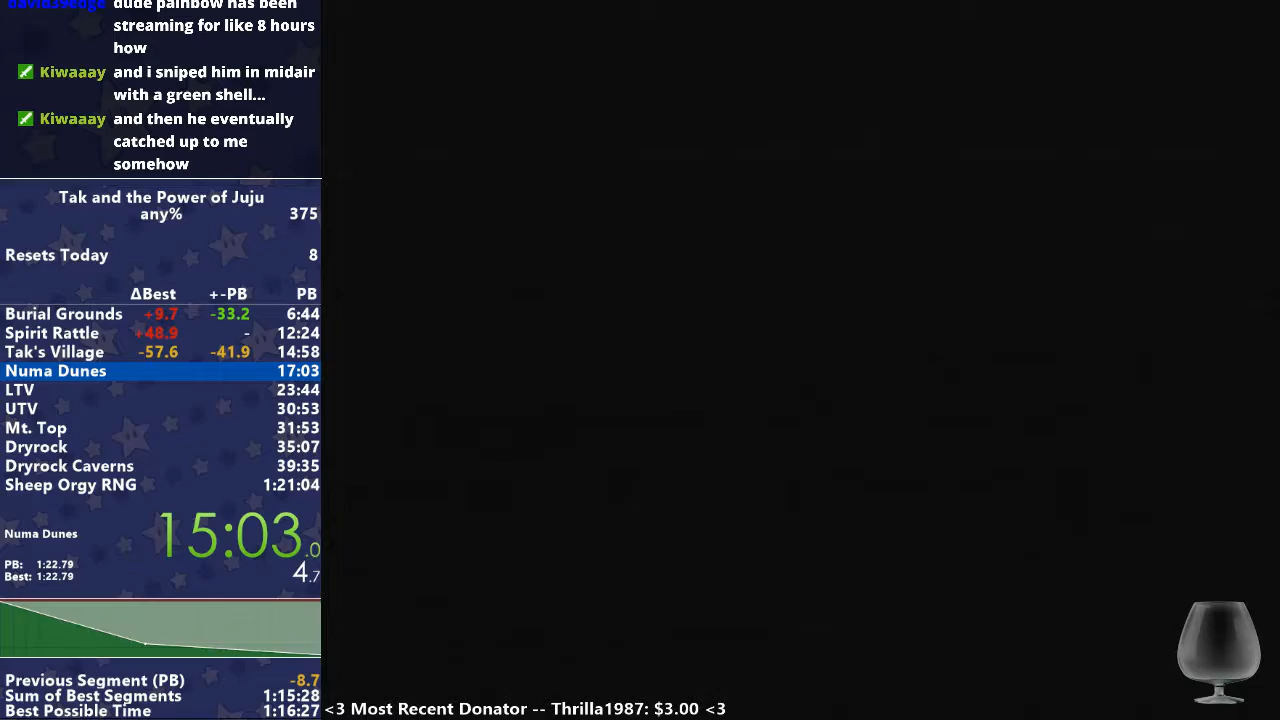 david39edge dude painbow has been
streaming for like 8 hours
how
Kiwaaay and i sniped him in midair
with a green shell...
Kiwaaay and then he eventually
catched up to me
somehow
Tak and the Power of Juju
any% 375
Resets Today 8
ΔBest +-PB PB
Burial Grounds +9.7 -33.2 6:44
Spirit Rattle +48.9 - 12:24
Tak's Village -57.6 -41.9 14:58
Numa Dunes 17:03
LTV 23:44
UTV 30:53
Mt. Top 31:53
Dryrock 35:07
Dryrock Caverns 39:35
Sheep Orgy RNG 1:21:04
15:03.0
Numa Dunes
PB: 1:22.79
Best: 1:22.79
4.7
Previous Segment (PB) -8.7
Sum of Best Segments 1:15:28
Best Possible Time 1:16:27
<3 Most Recent Donator -- Thrilla1987: $3.00 <3